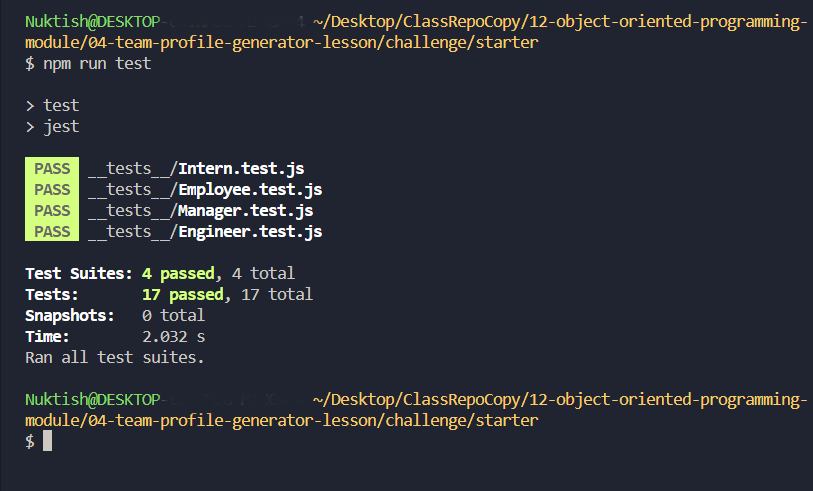 Nuktish@DESKTOP- ~/Desktop/ClassRepoCopy/12-object-oriented-programming-
module/04-team-profile-generator-lesson/challenge/starter
$ npm run test
> test
> jest
PASS __tests__/Intern.test.js
PASS __tests__/Employee.test.js
PASS __tests__/Manager.test.js
PASS __tests__/Engineer.test.js
Test Suites: 4 passed, 4 total
Tests: 17 passed, 17 total
Snapshots: 0 total
Time: 2.032 s
Ran all test suites.
Nuktish@DESKTOP- ~/Desktop/ClassRepoCopy/12-object-oriented-programming-
module/04-team-profile-generator-lesson/challenge/starter
$